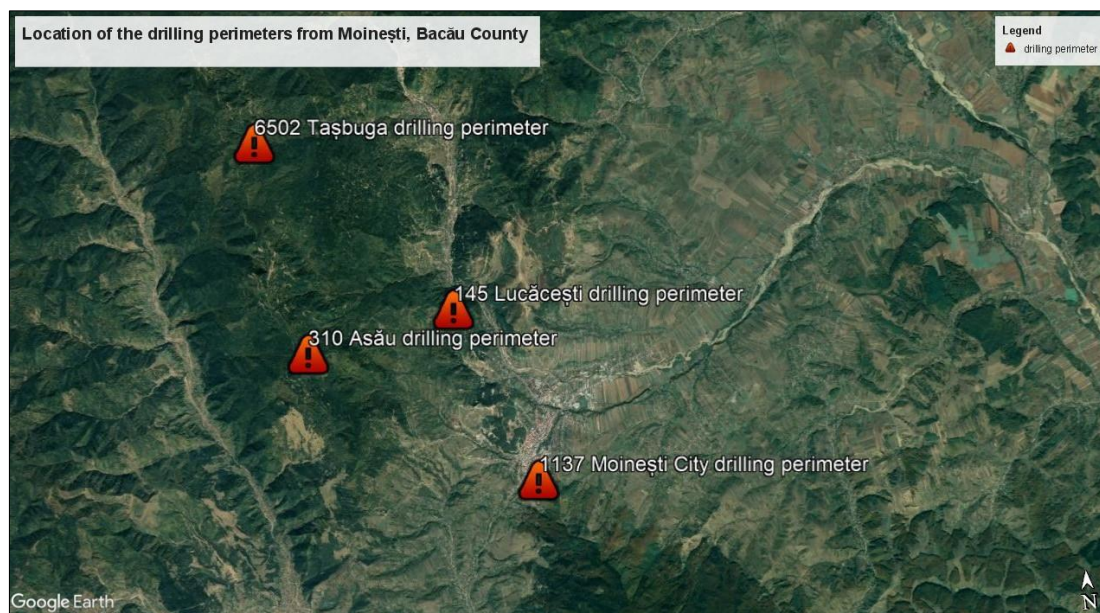 Location of the drilling perimeters from Moinești, Bacău County
Legend
drilling perimeter
6502 Tașbuga drilling perimeter
145 Lucăcești drilling perimeter
310 Asău drilling perimeter
1137 Moinești City drilling perimeter
Google Earth
N